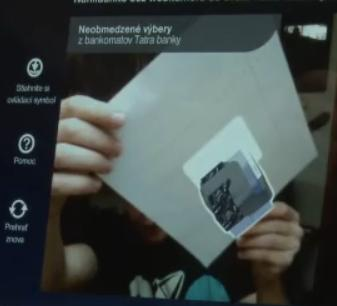 Neobmedzené výbery
z bankomatov Tatra banky
Stiahnite si
ovládací symbol
Pomoc
Prehrať
znova